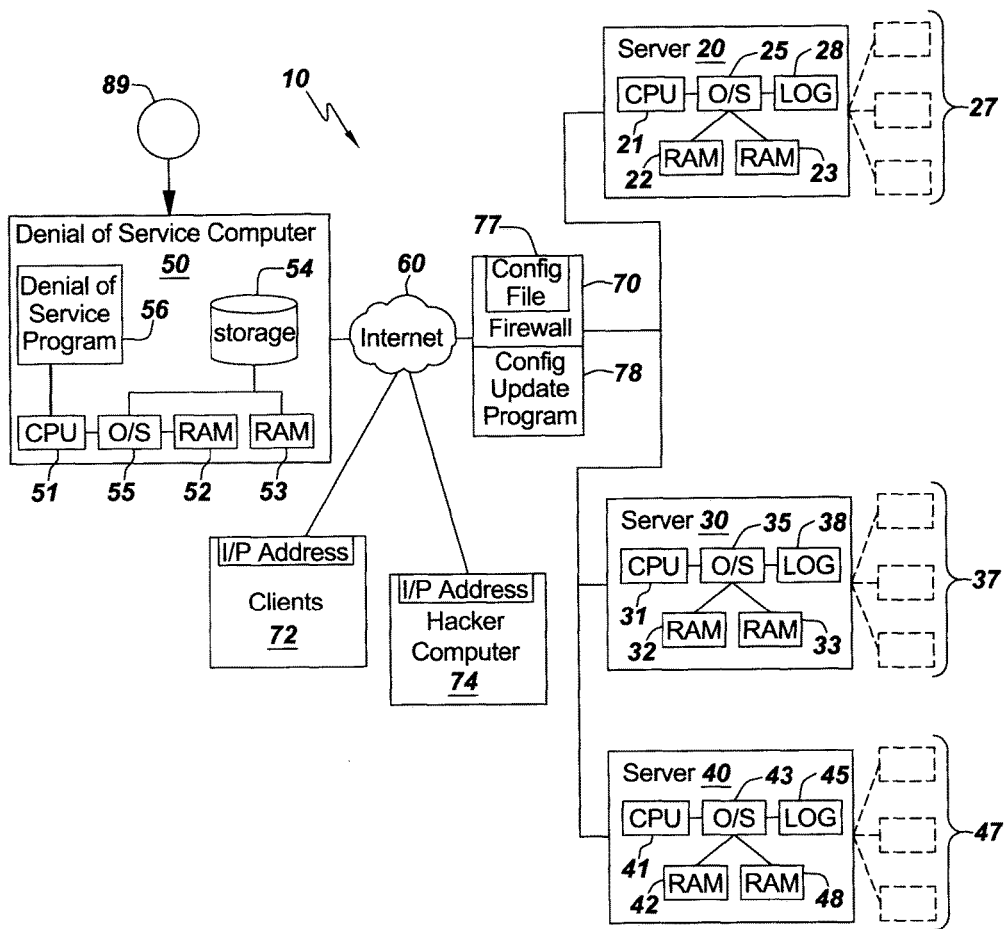 89
10
Denial of Service Computer
50
54
Denial of
Service
Program
56
storage
CPU
O/S
RAM
RAM
51
55
52
53
60
Internet
77
Config
File
70
Firewall
Config
Update
Program
78
I/P Address
Clients
72
I/P Address
Hacker
Computer
74
Server 20
25
28
CPU
O/S
LOG
21
RAM
RAM
22
23
27
Server 30
35
38
CPU
O/S
LOG
31
RAM
RAM
32
33
37
Server 40
43
45
CPU
O/S
LOG
41
RAM
RAM
42
48
47